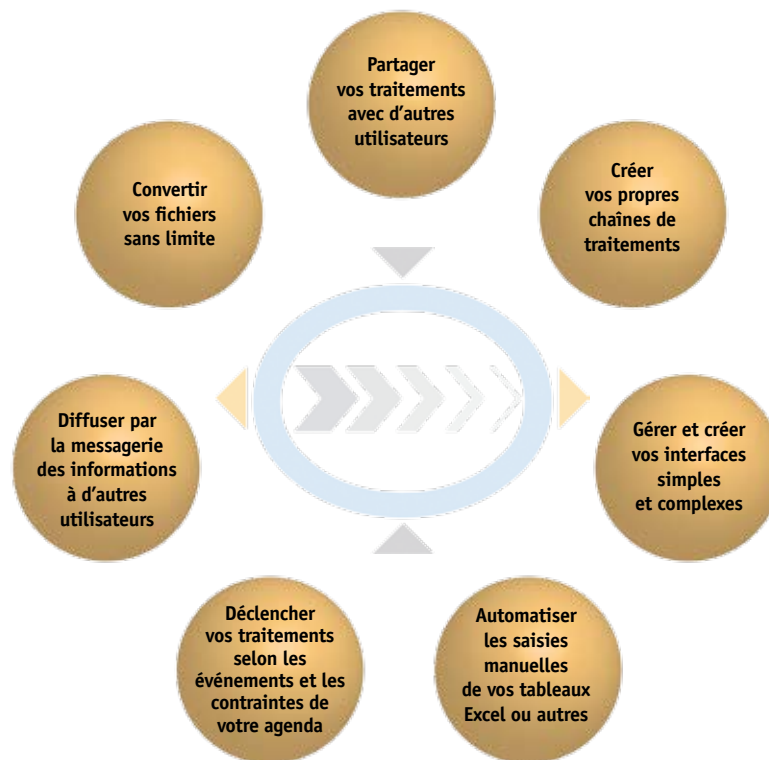 Partager
vos traitements
avec d'autres
utilisateurs
Convertir
vos fichiers
sans limite
Créer
vos propres
chaînes de
traitements
Diffuser par
la messagerie
des informations
à d'autres
utilisateurs
Gérer et créer
vos interfaces
simples
et complexes
Déclencher
vos traitements
selon les
événements et les
contraintes de
votre agenda
Automatiser
les saisies
manuelles
de vos tableaux
Excel ou autres